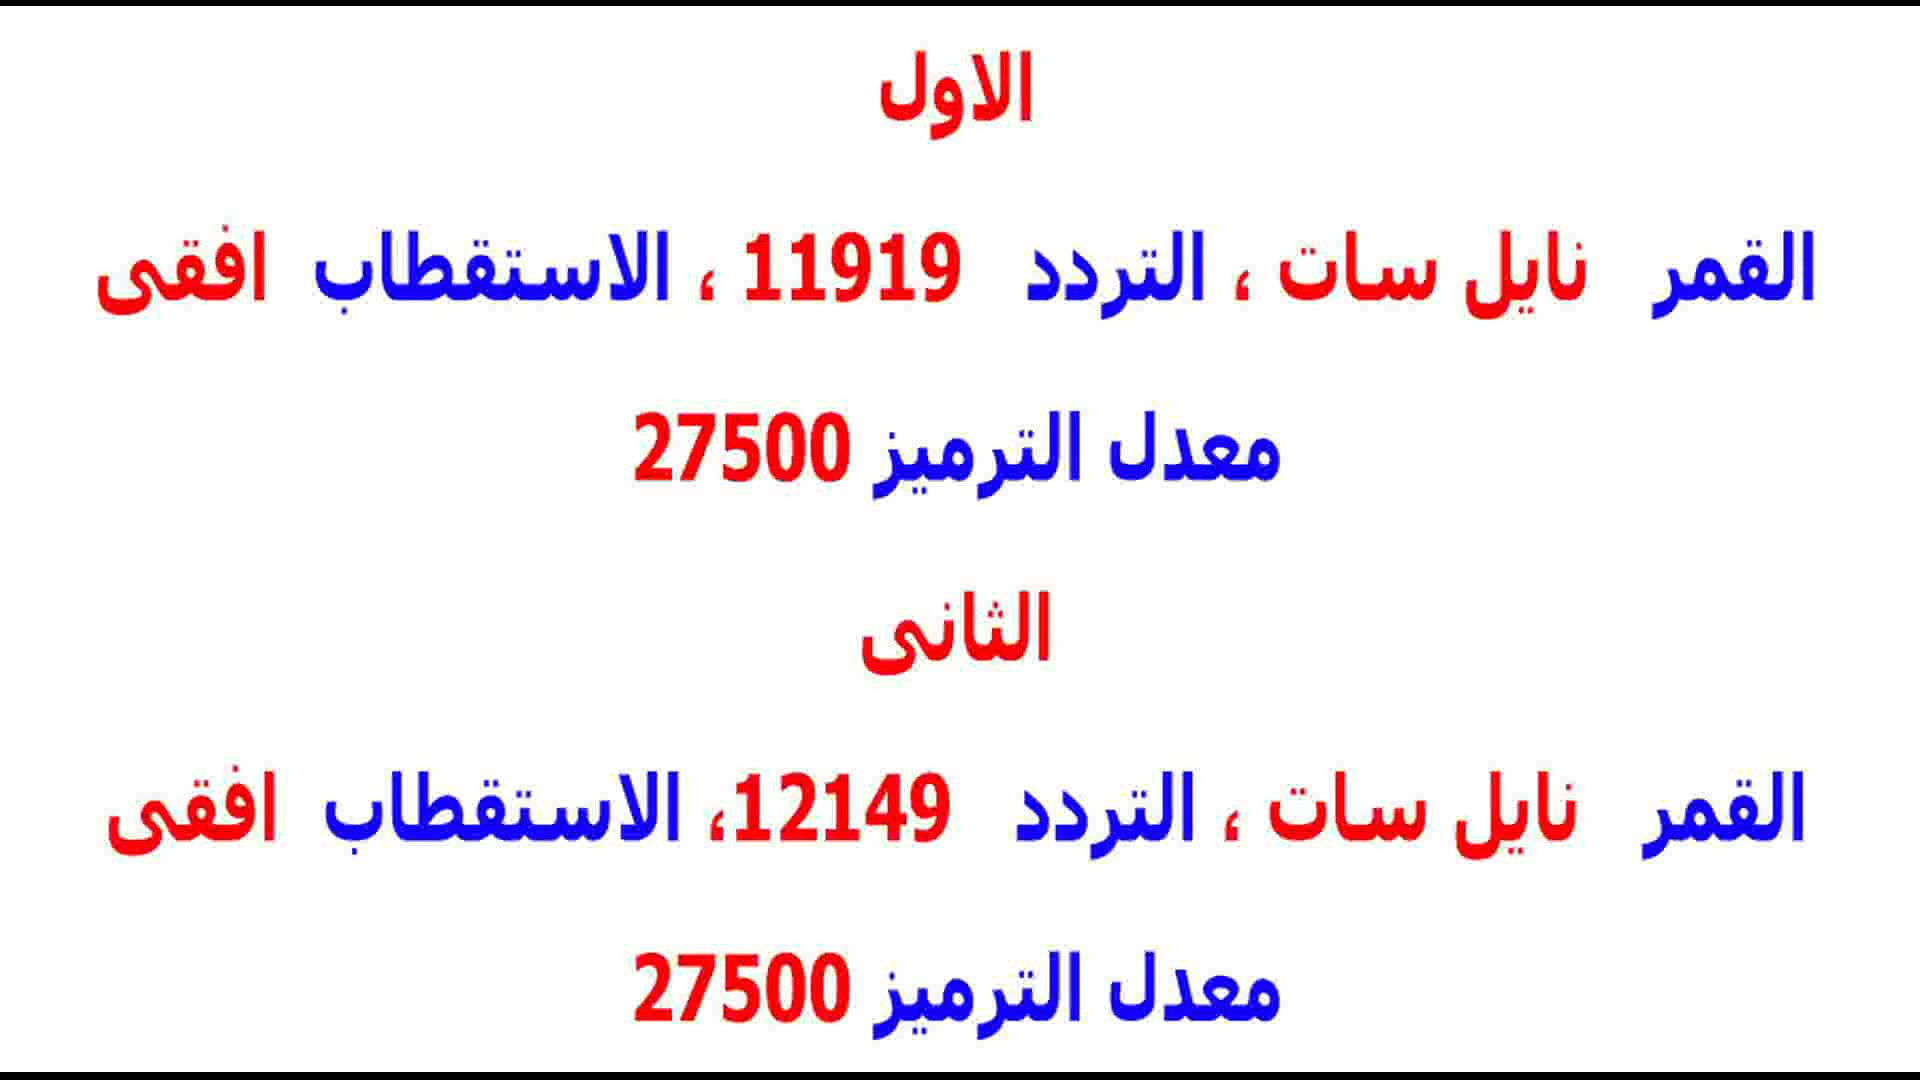 الاول
القمر نايل سات ، التردد 11919 ، الاستقطاب افقى
معدل الترميز 27500
الثانى
القمر نايل سات ، التردد 12149، الاستقطاب افقى
معدل الترميز 27500